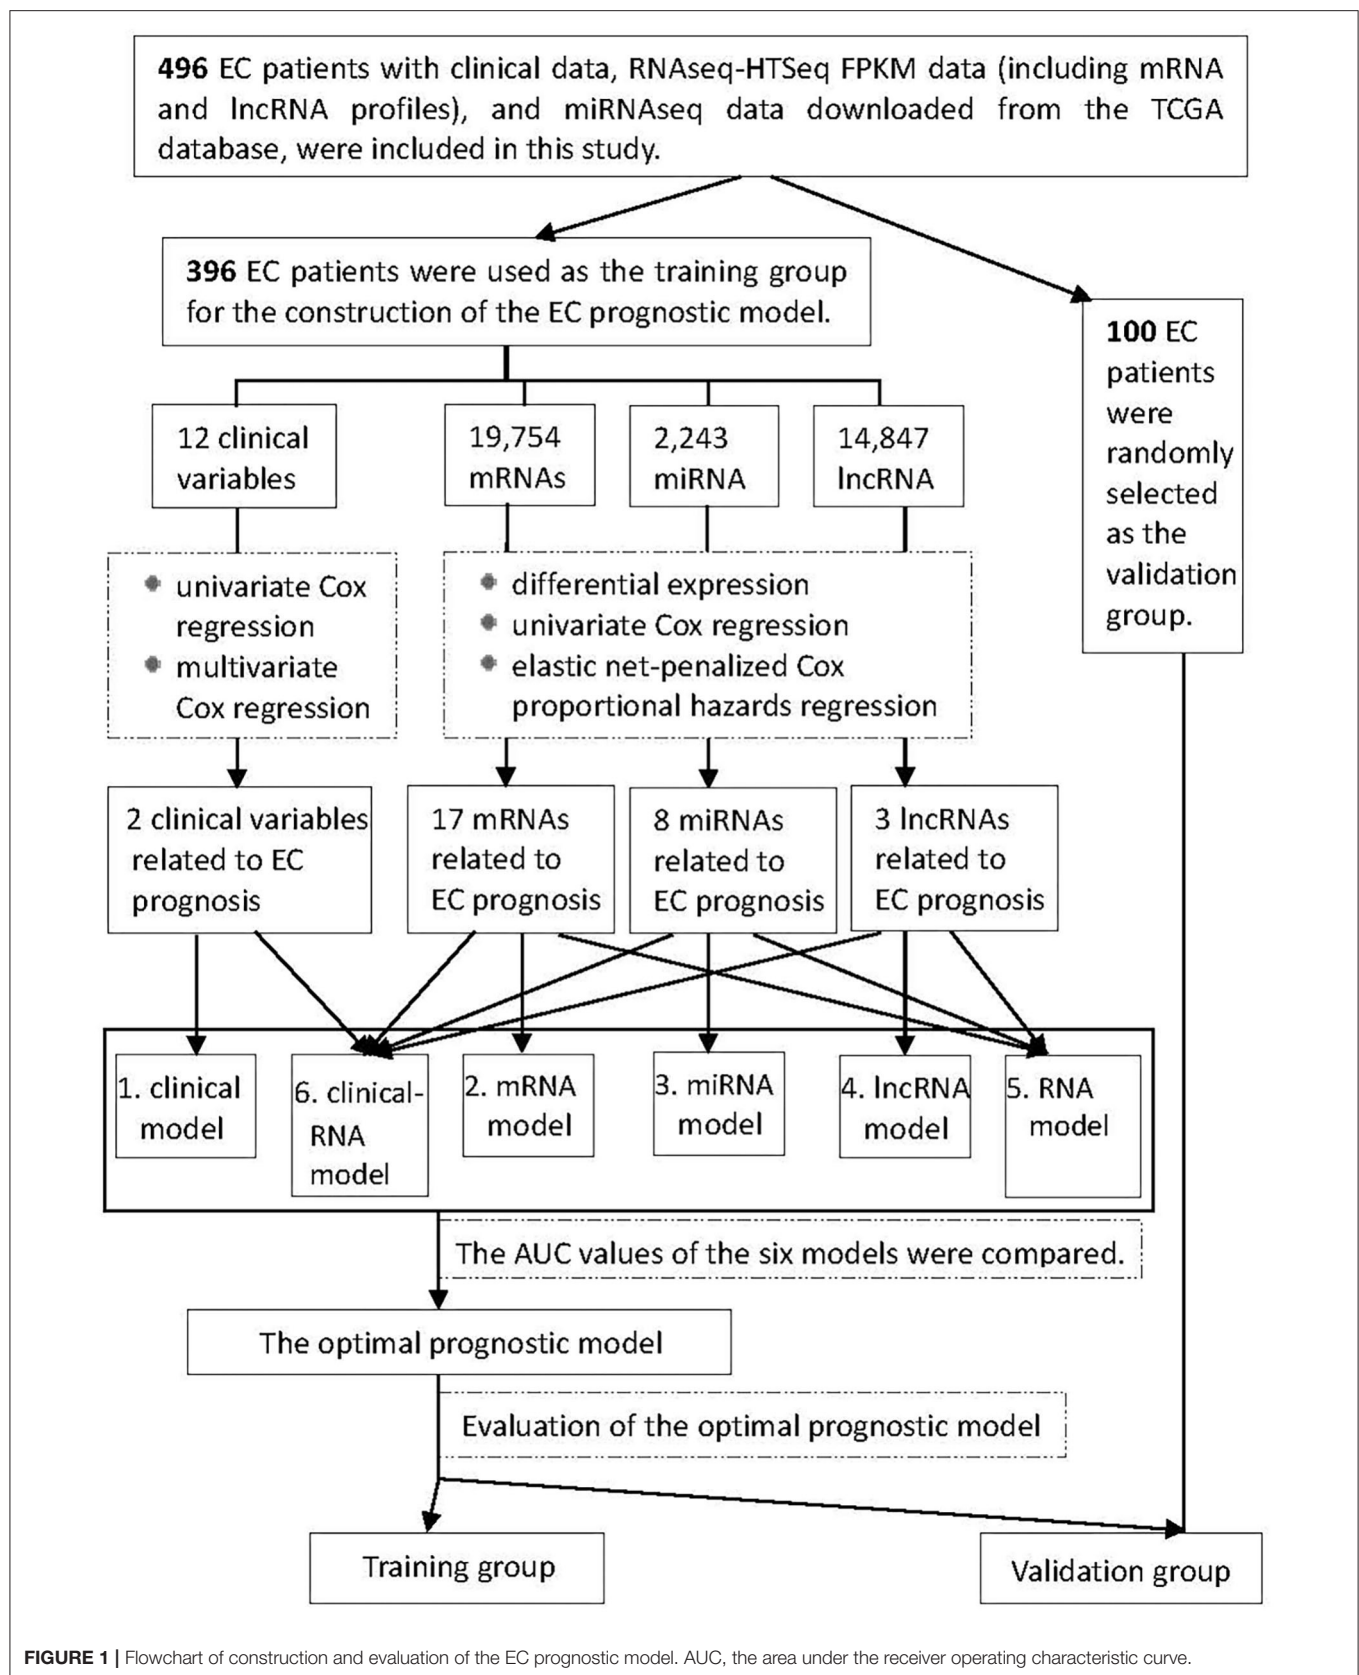 496 EC patients with clinical data, RNAseq-HTSeq FPKM data (including mRNA
and lncRNA profiles), and miRNAseq data downloaded from the TCGA
database, were included in this study.
396 EC patients were used as the training group
for the construction of the EC prognostic model.
100 EC
patients
were
randomly
selected
as the
validation
group.
12 clinical
variables
19,754
mRNAs
2,243
miRNA
14,847
lncRNA
univariate Cox
regression
multivariate
Cox regression
differential expression
univariate Cox regression
elastic net-penalized Cox
proportional hazards regression
2 clinical variables
related to EC
prognosis
17 mRNAs
related to
EC prognosis
8 miRNAs
related to
EC prognosis
3 lncRNAs
related to
EC prognosis
1. clinical
model
6. clinical-
RNA
model
2. mRNA
model
3. miRNA
model
4. lncRNA
model
5. RNA
model
The AUC values of the six models were compared.
The optimal prognostic model
Evaluation of the optimal prognostic model
Training group
Validation group
FIGURE 1 | Flowchart of construction and evaluation of the EC prognostic model. AUC, the area under the receiver operating characteristic curve.